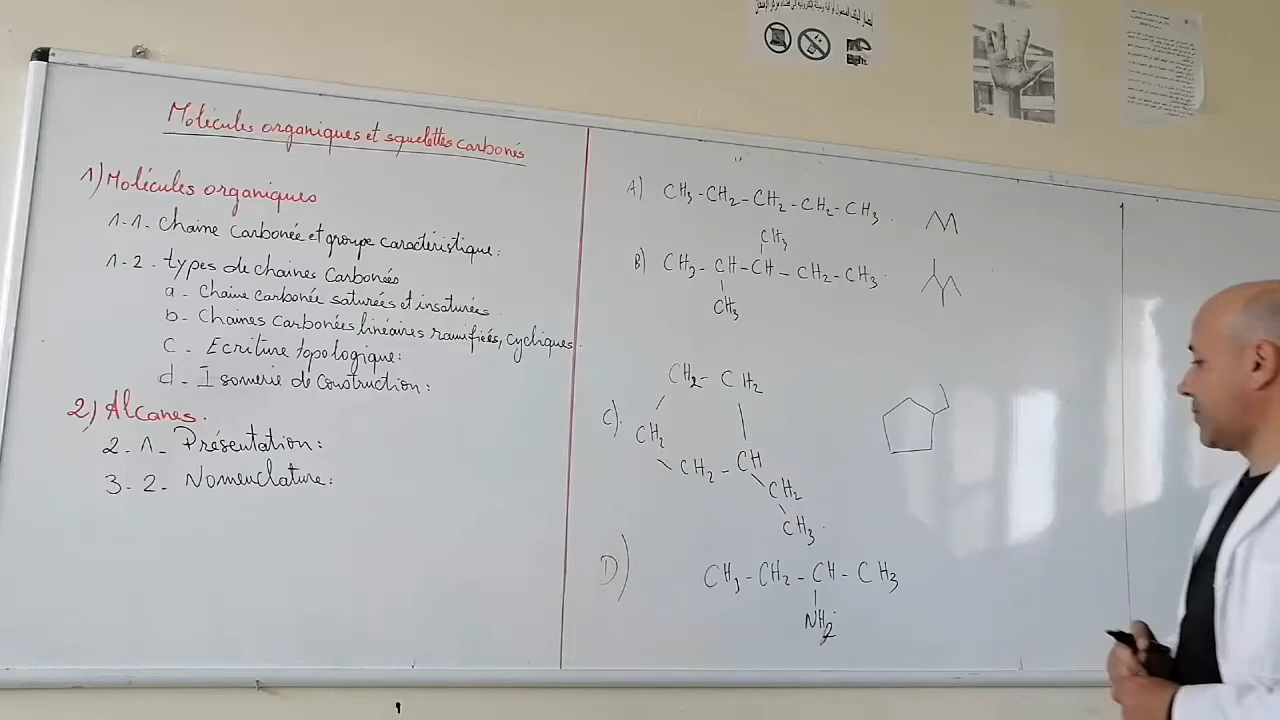 Molécules organiques et squelettes carbonés
1) Molécules organiques
1-1- Chaine Carbonée et groupe caractéristique:
1-2- types de chaines Carbonées
a- Chaine carbonée saturées et insaturées.
b- Chaines Carbonées linéaires ramifiées, cycliques.
c- Ecriture topologique:
d- Isomerie de Construction:
2) Alcanes.
2.1- Présentation:
3-2- Nomenclature:
A) CH3-CH2-CH2-CH2-CH3.
CH3
B) CH3-CH-CH-CH2-CH3.
CH3
CH2-CH2
C).
CH2
CH2-CH
CH2
CH3.
D)
CH3-CH2-CH-CH3
NH2